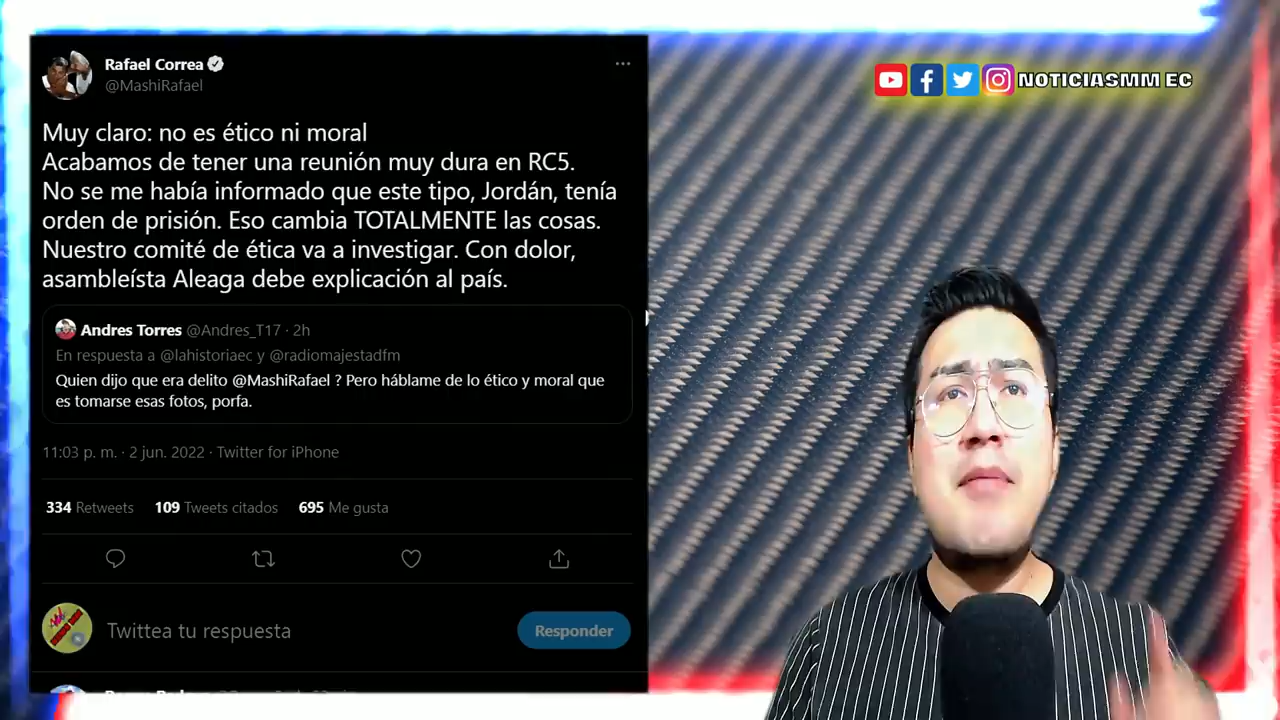 Rafael Correa
@MashiRafael
Muy claro: no es ético ni moral
Acabamos de tener una reunión muy dura en RC5.
No se me había informado que este tipo, Jordán, tenía
orden de prisión. Eso cambia TOTALMENTE las cosas.
Nuestro comité de ética va a investigar. Con dolor,
asambleísta Aleaga debe explicación al país.
Andres Torres @Andres_T17 · 2h
En respuesta a @lahistoriaec y @radiomajestadfm
Quien dijo que era delito @MashiRafael ? Pero háblame de lo ético y moral que
es tomarse esas fotos, porfa.
11:03 p. m. · 2 jun. 2022 · Twitter for iPhone
334 Retweets 109 Tweets citados 695 Me gusta
Twittea tu respuesta
Responder
NOTICIASMM EC